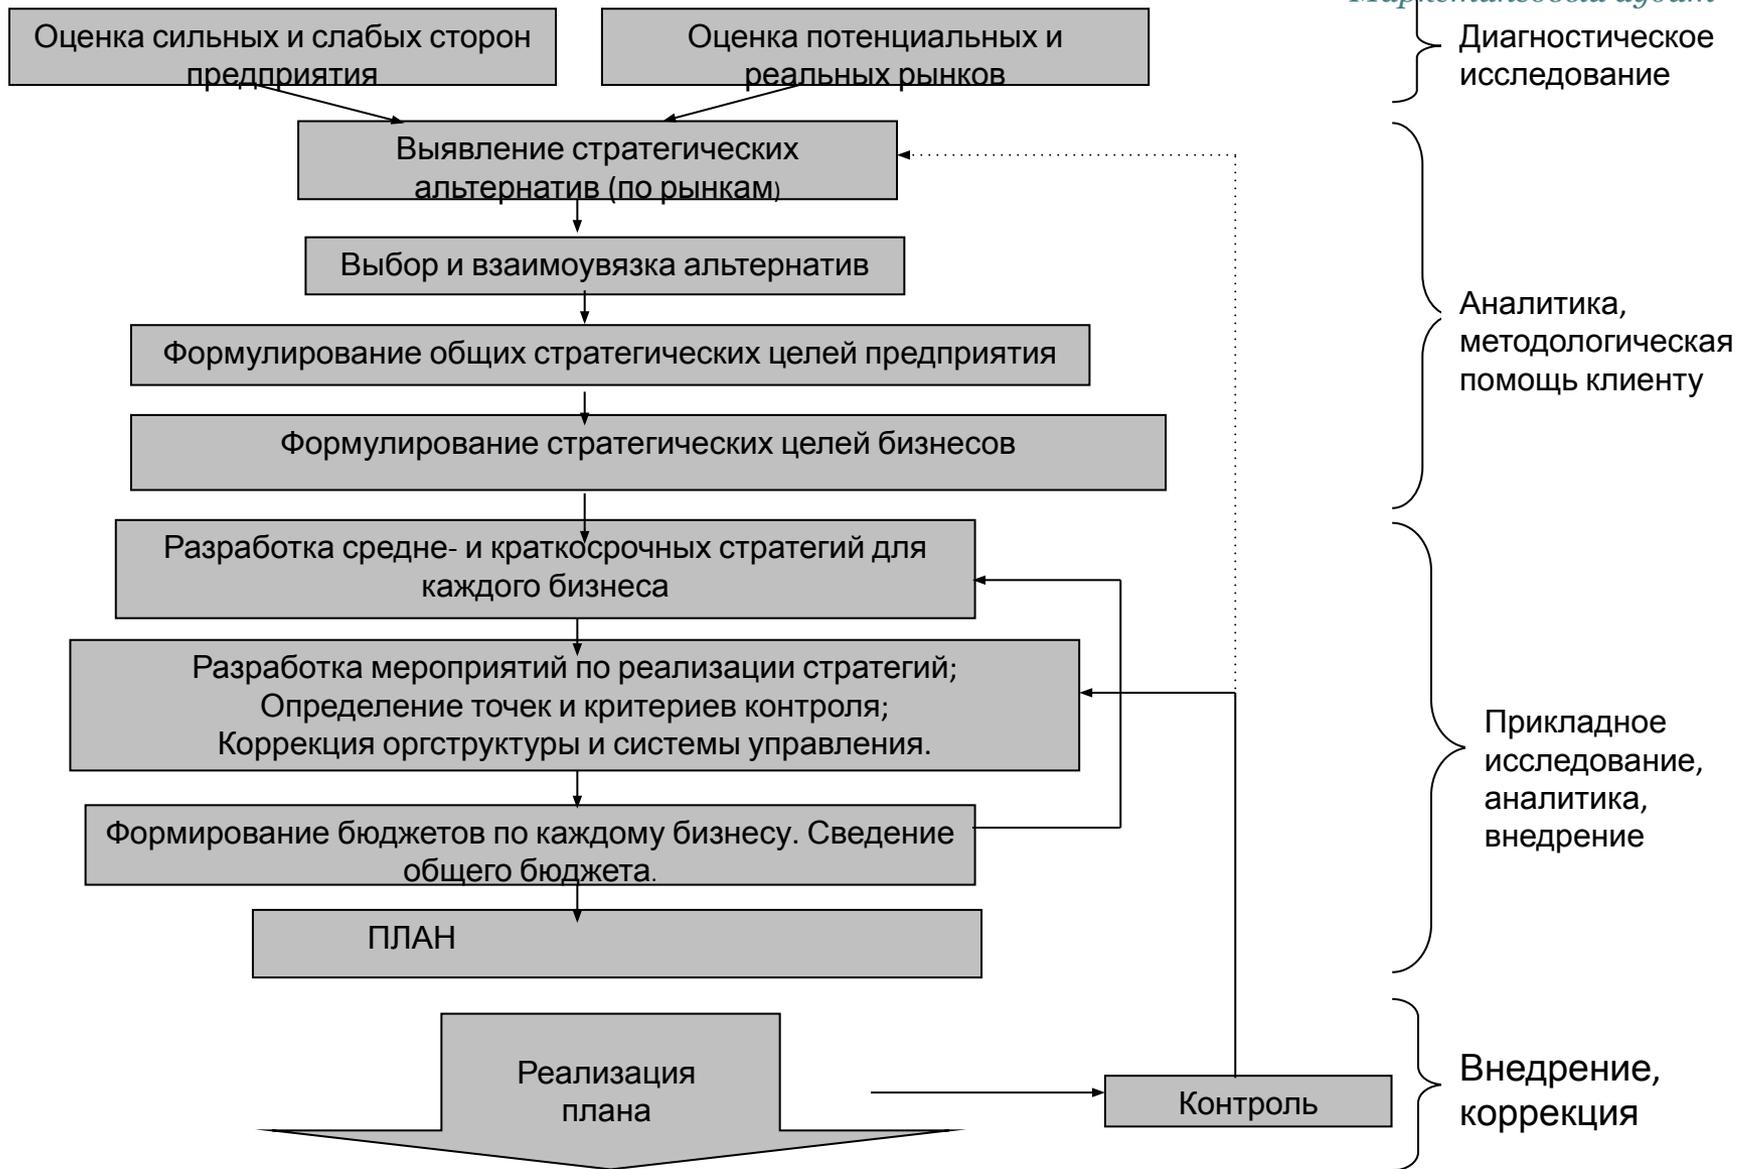 Маркетинговый аудит
Оценка сильных и слабых сторон
предприятия
Оценка потенциальных и
реальных рынков
Диагностическое
исследование
Выявление стратегических
альтернатив (по рынкам)
Выбор и взаимоувязка альтернатив
Формулирование общих стратегических целей предприятия
Формулирование стратегических целей бизнесов
Аналитика,
методологическая
помощь клиенту
Разработка средне- и краткосрочных стратегий для
каждого бизнеса
Разработка мероприятий по реализации стратегий;
Определение точек и критериев контроля;
Коррекция оргструктуры и системы управления.
Формирование бюджетов по каждому бизнесу. Сведение
общего бюджета.
ПЛАН
Прикладное
исследование,
аналитика,
внедрение
Реализация
плана
Контроль
Внедрение,
коррекция